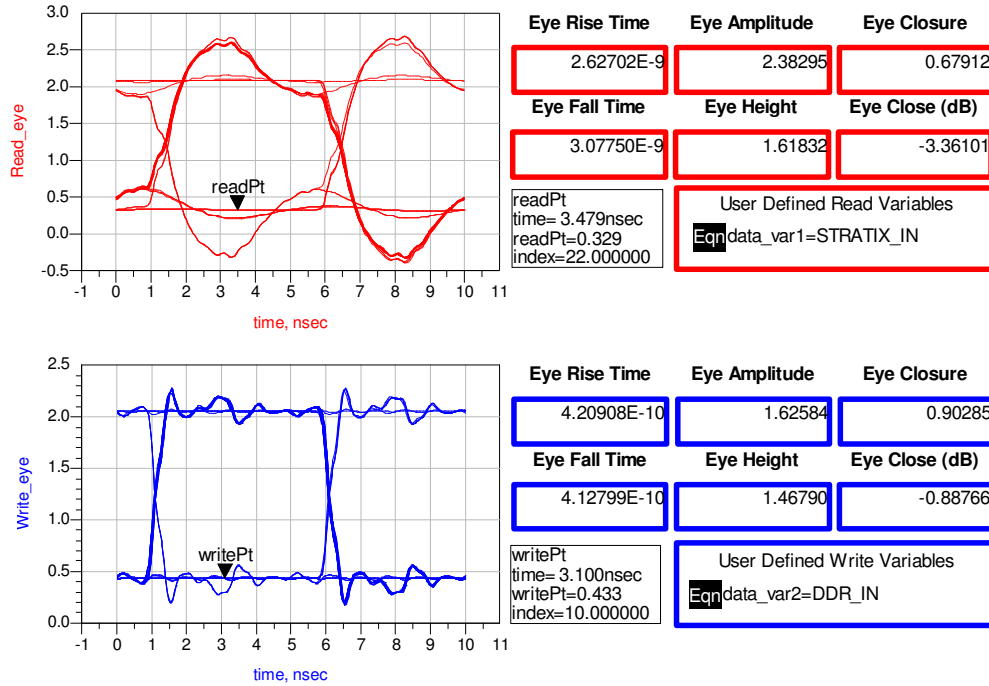 3.0
2.5
2.0
1.5
1.0
0.5
0.0
-0.5
Read_eye
readPt
-1 0 1 2 3 4 5 6 7 8 9 10 11
time, nsec
Eye Rise Time Eye Amplitude Eye Closure
2.62702E-9 2.38295 0.67912
Eye Fall Time Eye Height Eye Close (dB)
3.07750E-9 1.61832 -3.36101
readPt
time= 3.479nsec
readPt=0.329
index=22.000000
User Defined Read Variables
Eqn data_var1=STRATIX_IN
2.5
2.0
1.5
1.0
0.5
0.0
Write_eye
writePt
-1 0 1 2 3 4 5 6 7 8 9 10 11
time, nsec
Eye Rise Time Eye Amplitude Eye Closure
4.20908E-10 1.62584 0.90285
Eye Fall Time Eye Height Eye Close (dB)
4.12799E-10 1.46790 -0.88766
writePt
time= 3.100nsec
writePt=0.433
index=10.000000
User Defined Write Variables
Eqn data_var2=DDR_IN